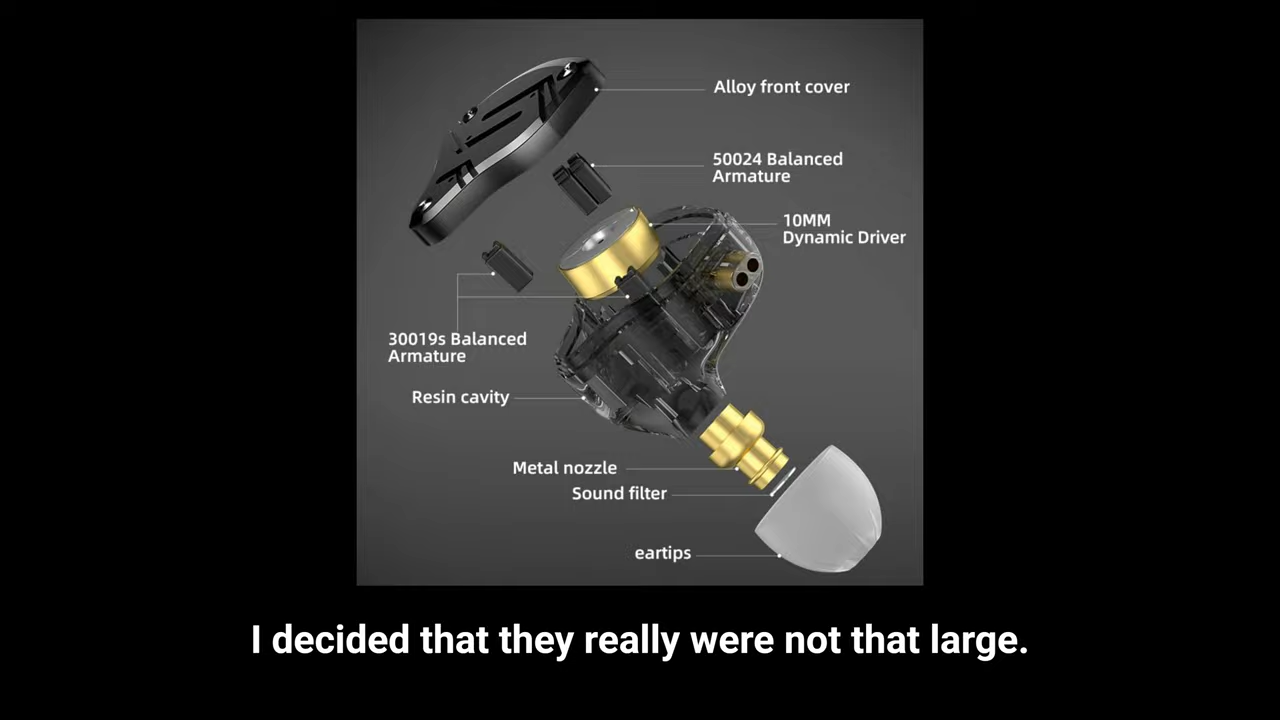 Alloy front cover
50024 Balanced
Armature
10MM
Dynamic Driver
30019s Balanced
Armature
Resin cavity
Metal nozzle
Sound filter
eartips
I decided that they really were not that large.